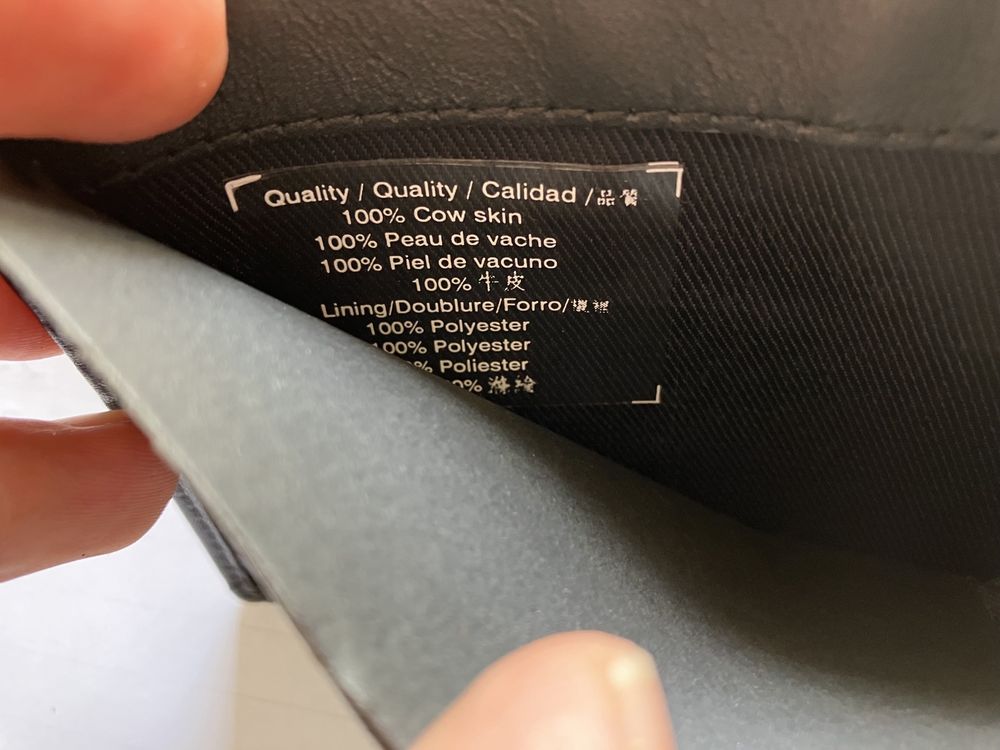 Quality / Quality / Calidad /品質
100% Cow skin
100% Peau de vache
100% Piel de vacuno
100% 牛皮
Lining/Doublure/Forro/
100% Polyester
100% Polyester
% Poliester
0%